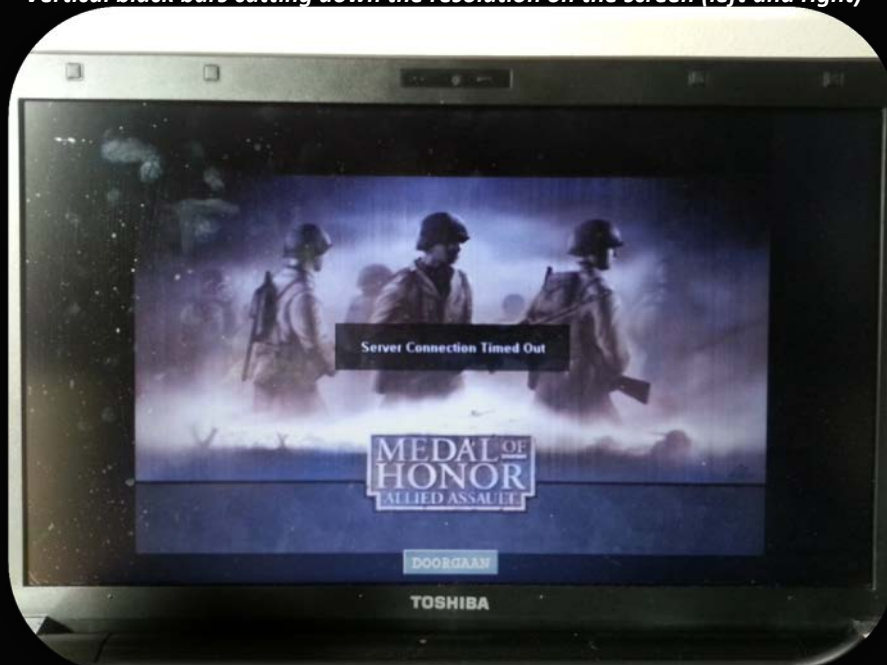 Vertical black bars cutting down the resolution on the screen (left and right)
Server Connection Timed Out
MEDAL OF
HONOR
ALLIED ASSAULT
DOORGAAN
TOSHIBA